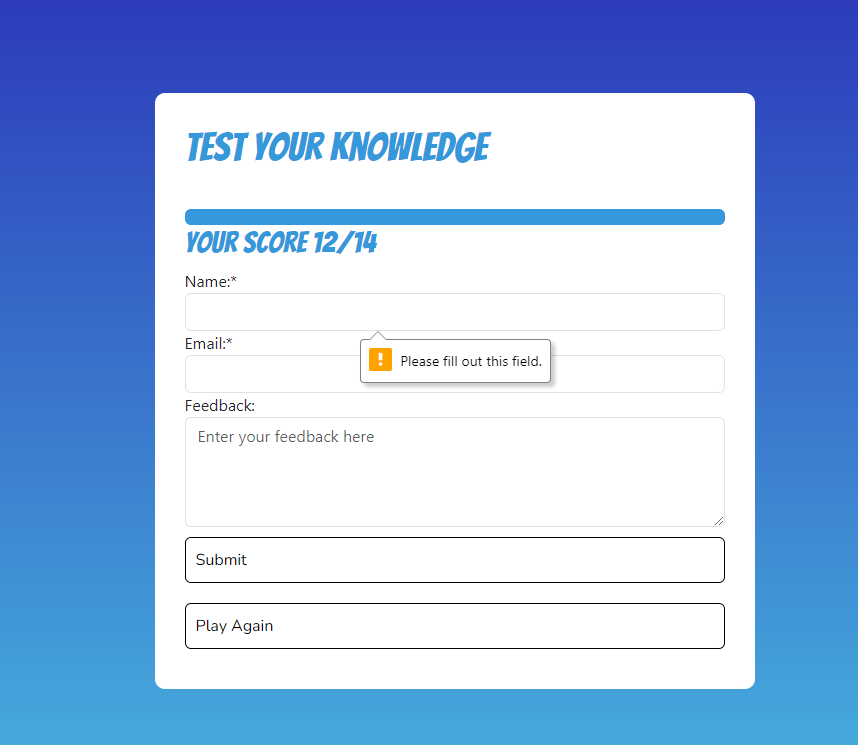 TEST YOUR KNOWLEDGE
YOUR SCORE 12/14
Name:*
Please fill out this field.
Email:*
Feedback:
Enter your feedback here
Submit
Play Again